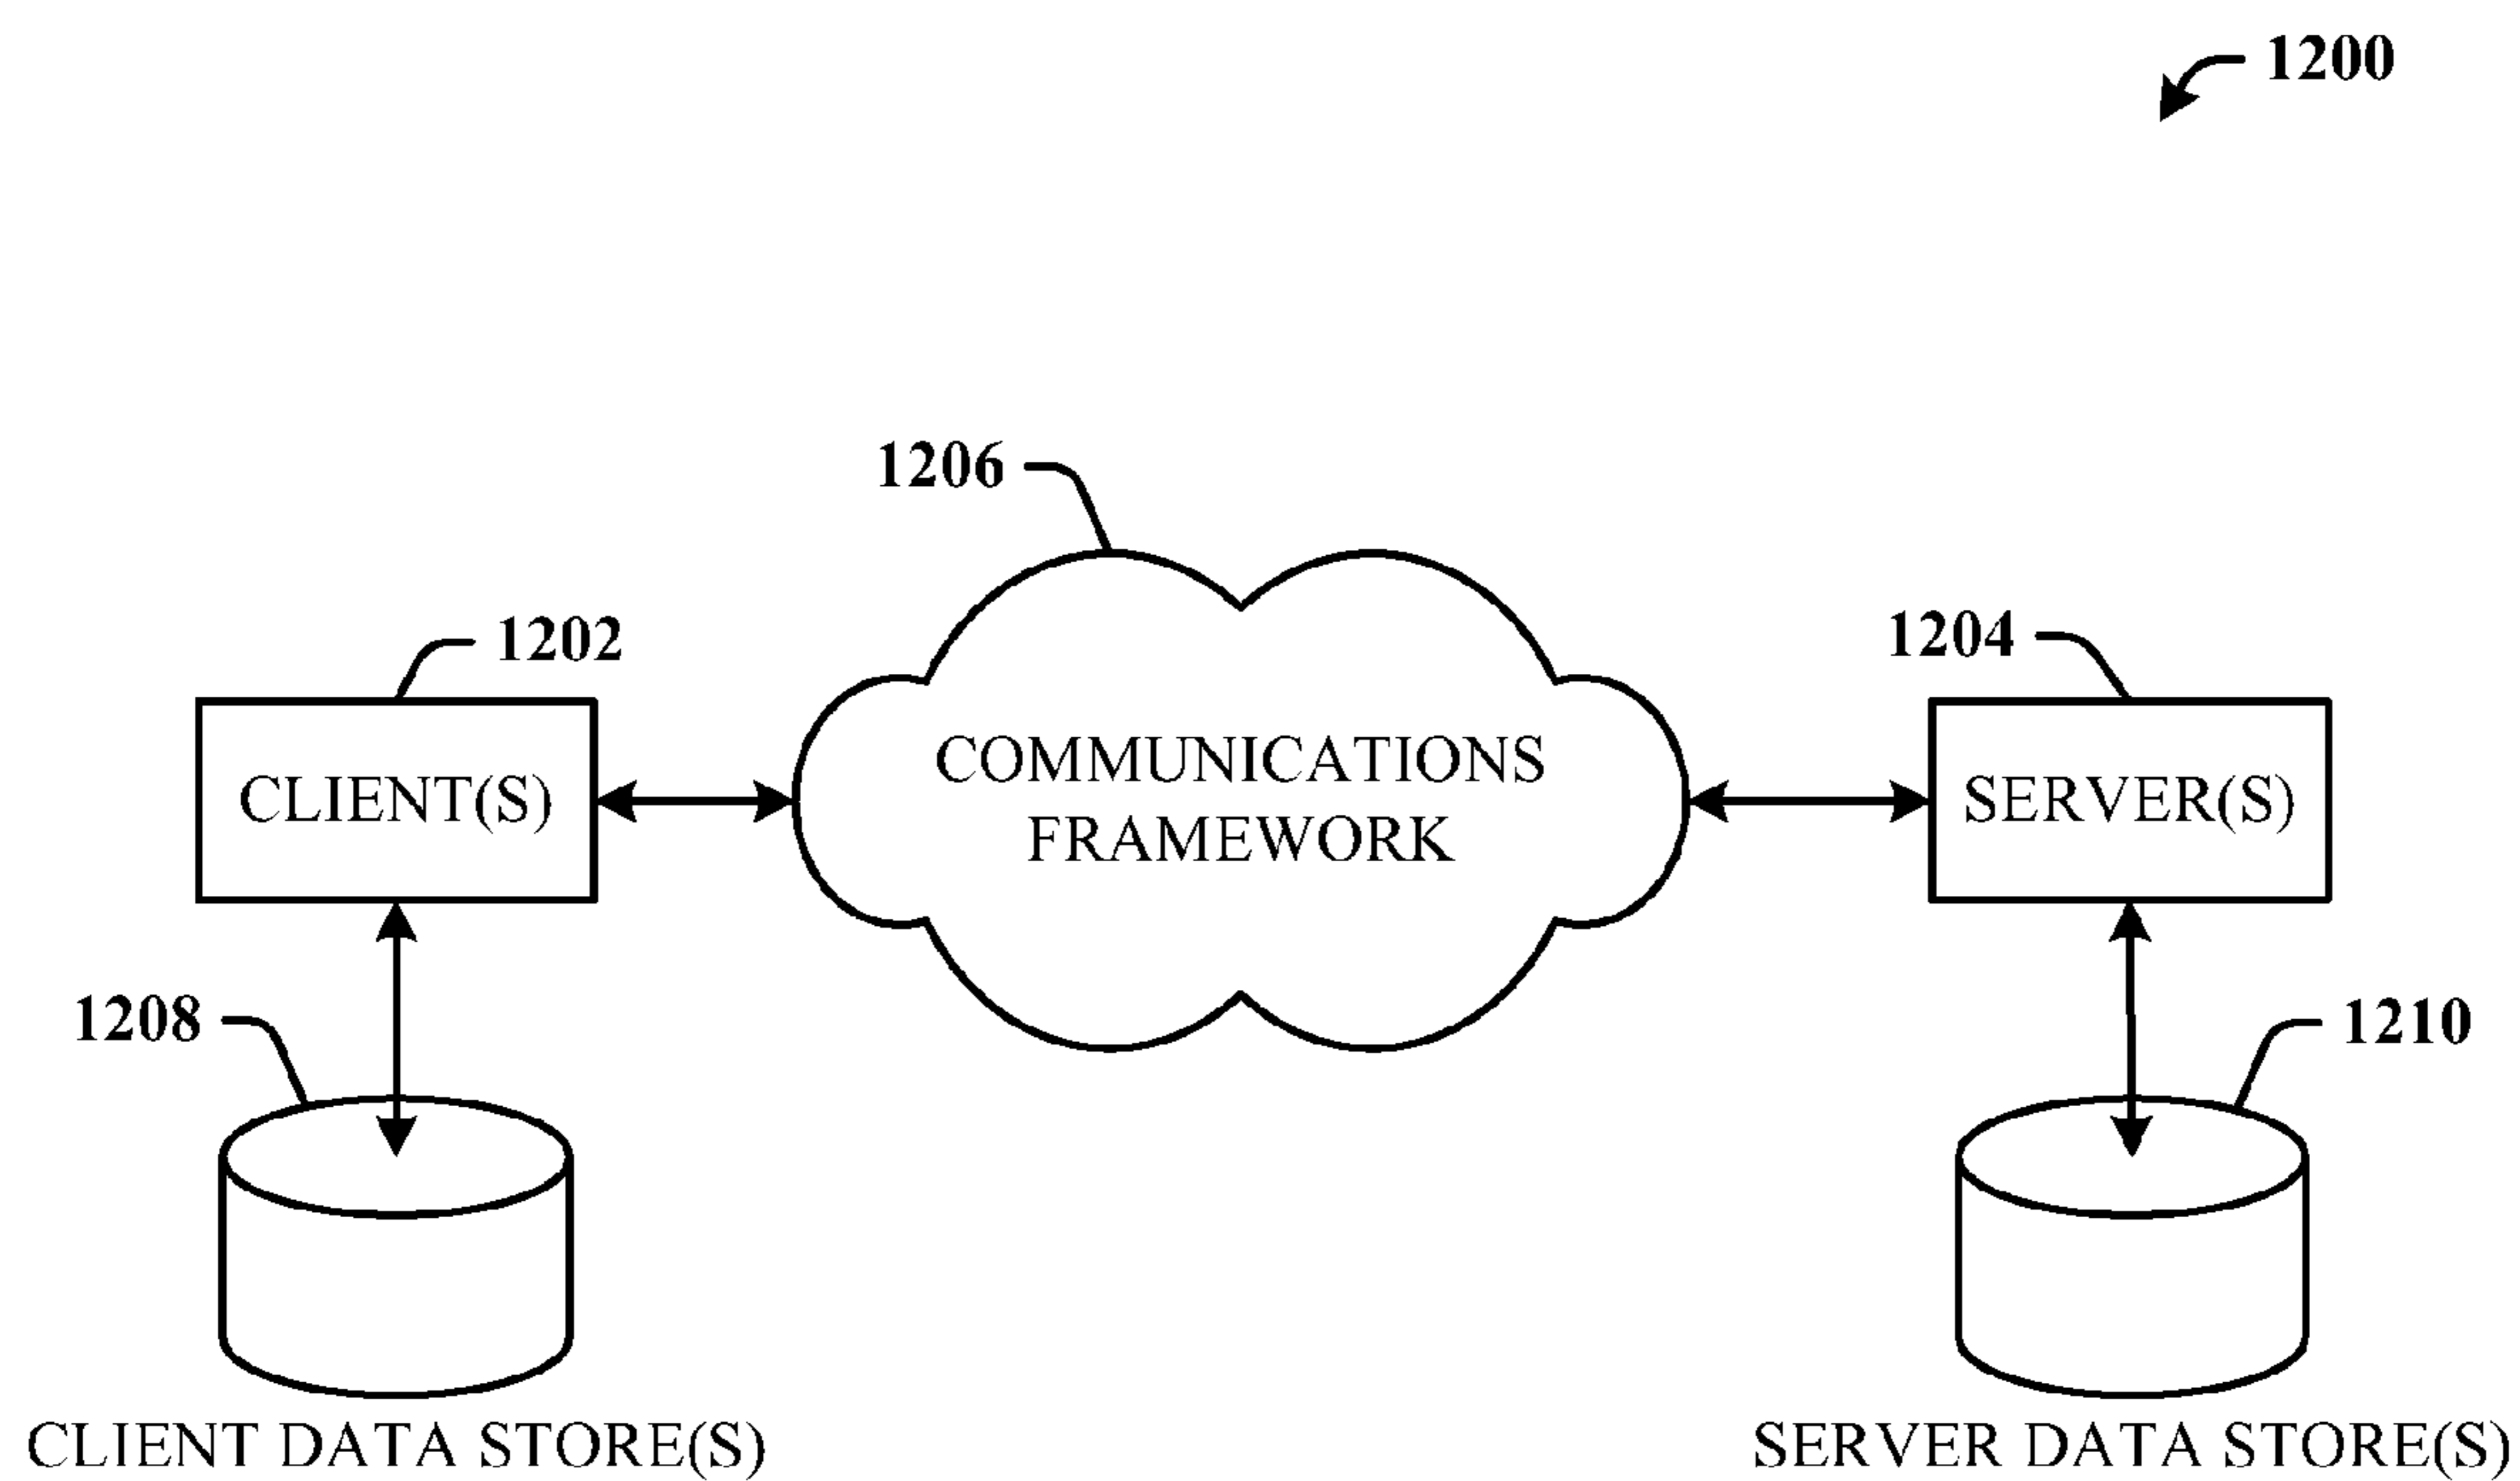 1200
1206
1202
1204
COMMUNICATIONS
FRAMEWORK
CLIENT(S)
SERVER(S)
1208
1210
CLIENT DATA STORE(S)
SERVER DATA STORE(S)